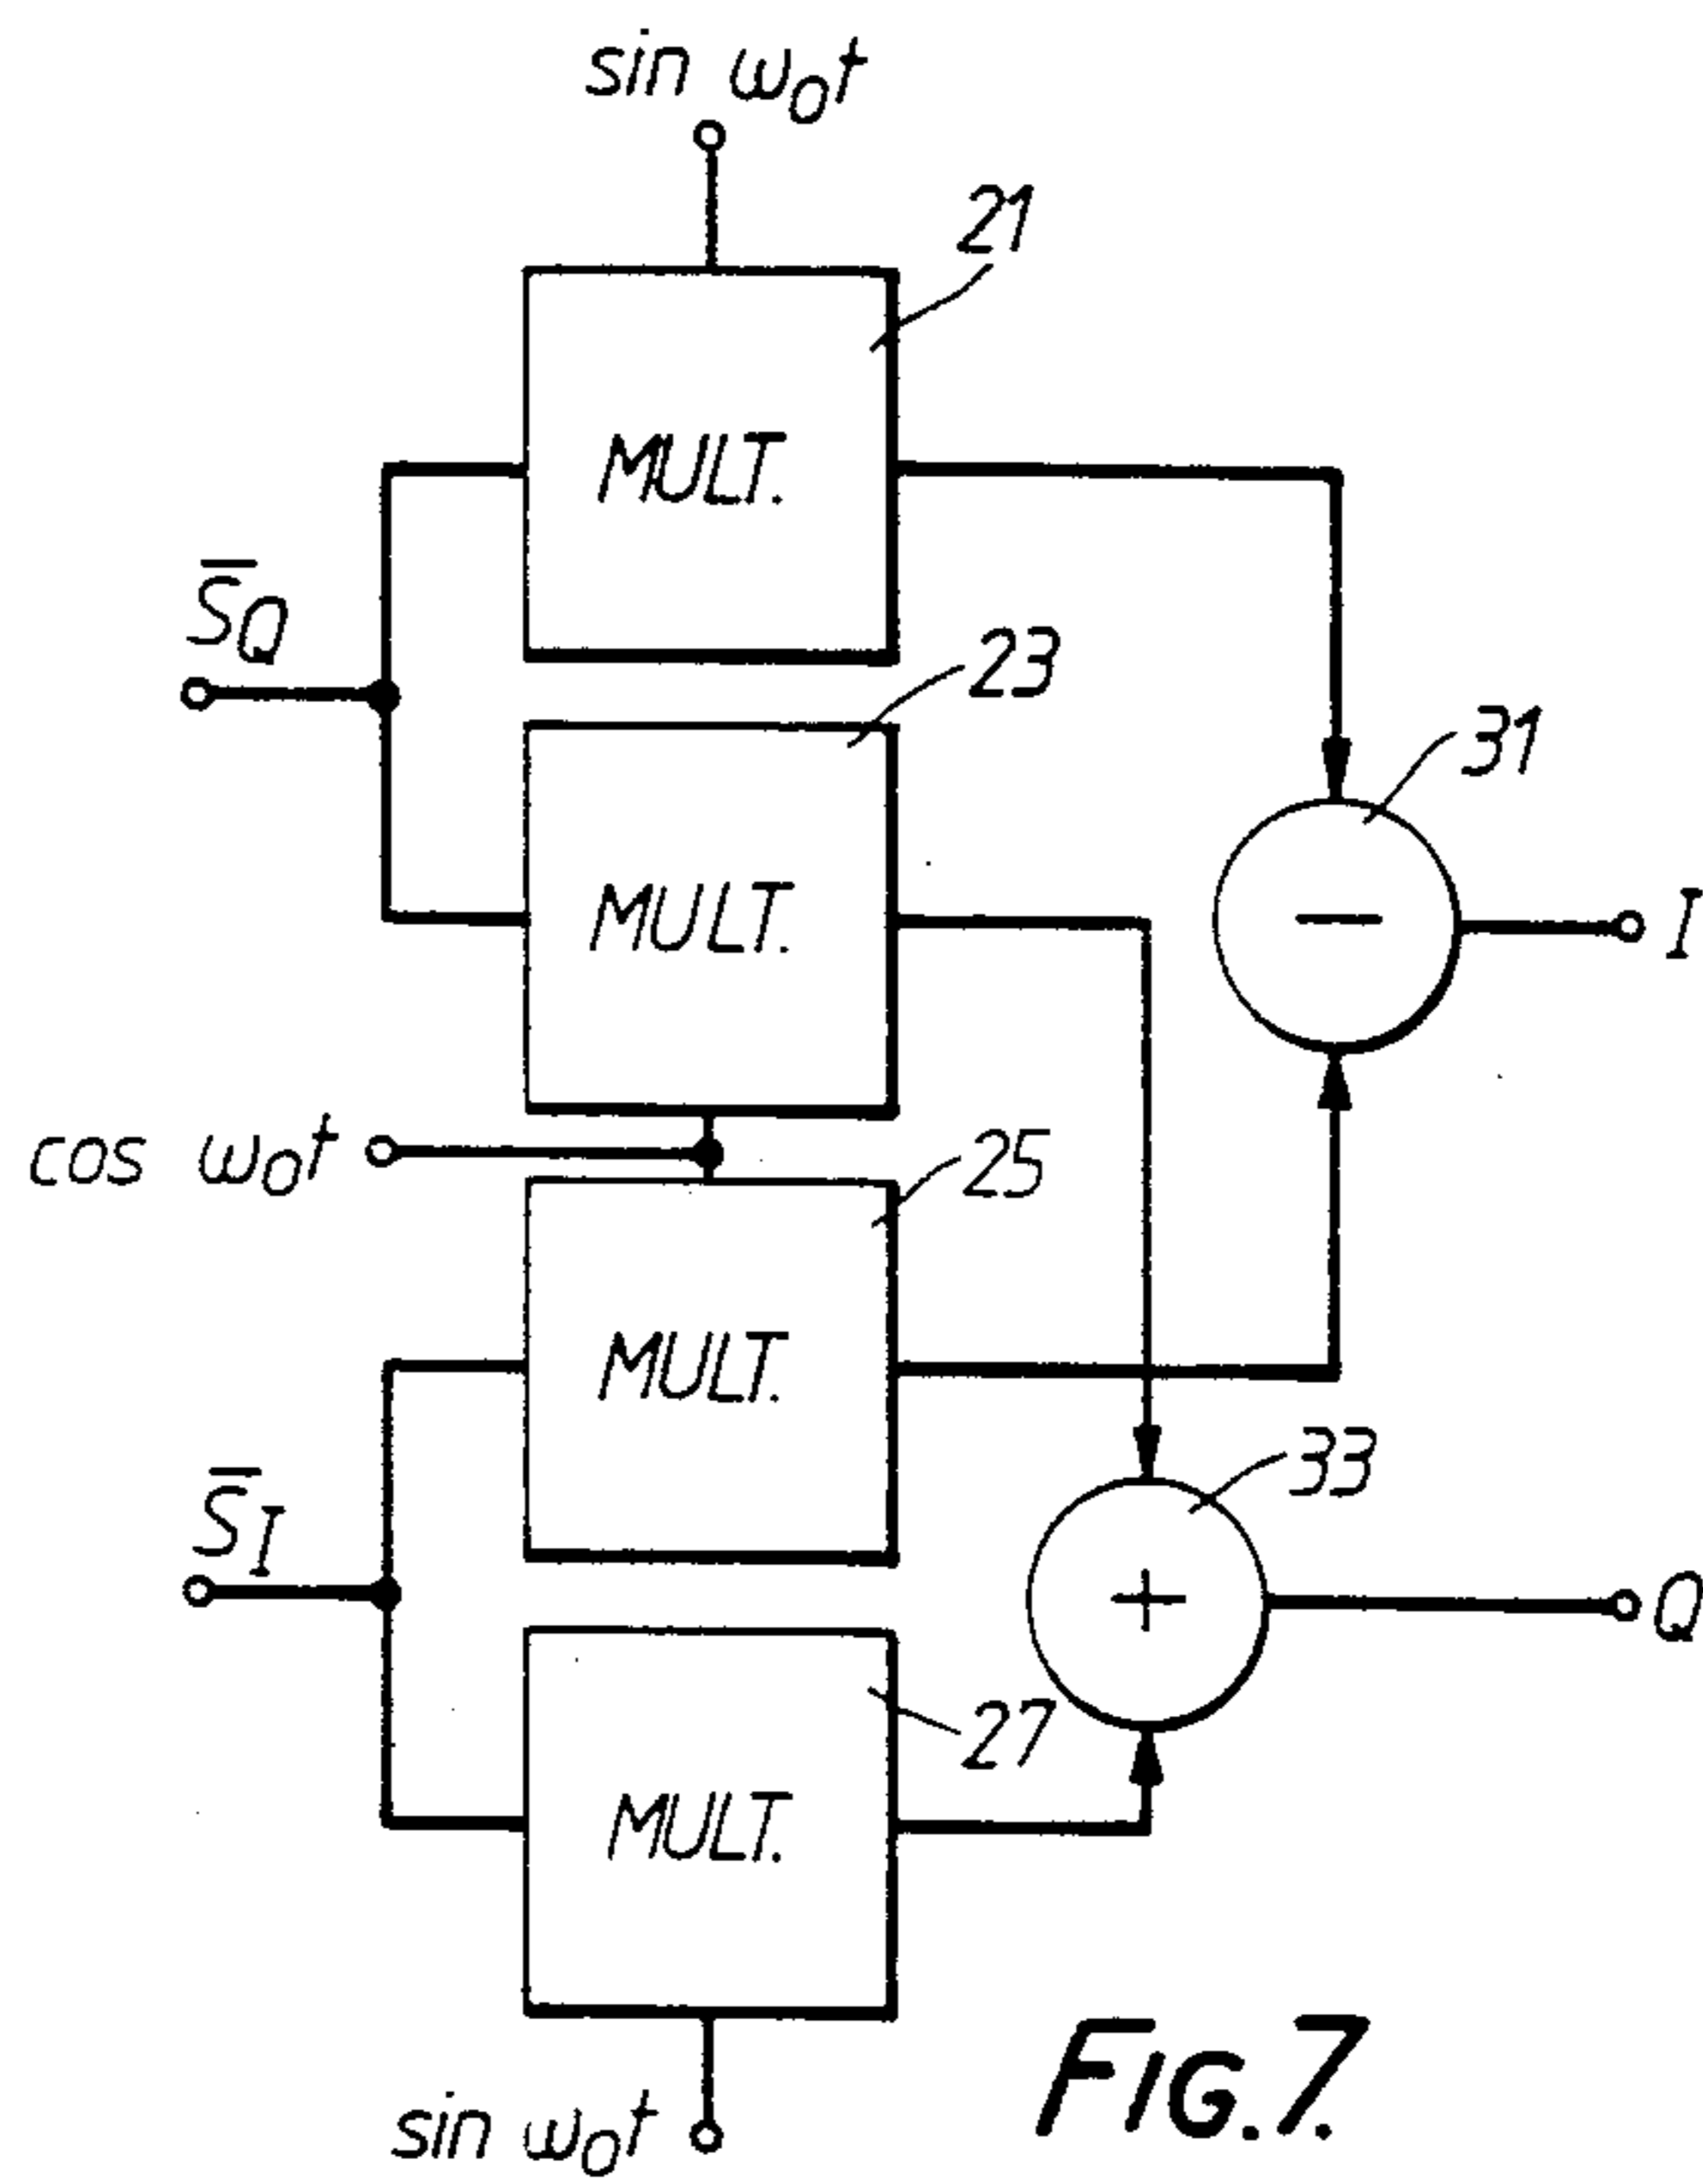 sin ω₀t
21
MULT.
S̅Q
23
MULT.
31
−
I
cos ω₀t
25
MULT.
S̅I
33
+
Q
27
MULT.
sin ω₀t
FIG.7.